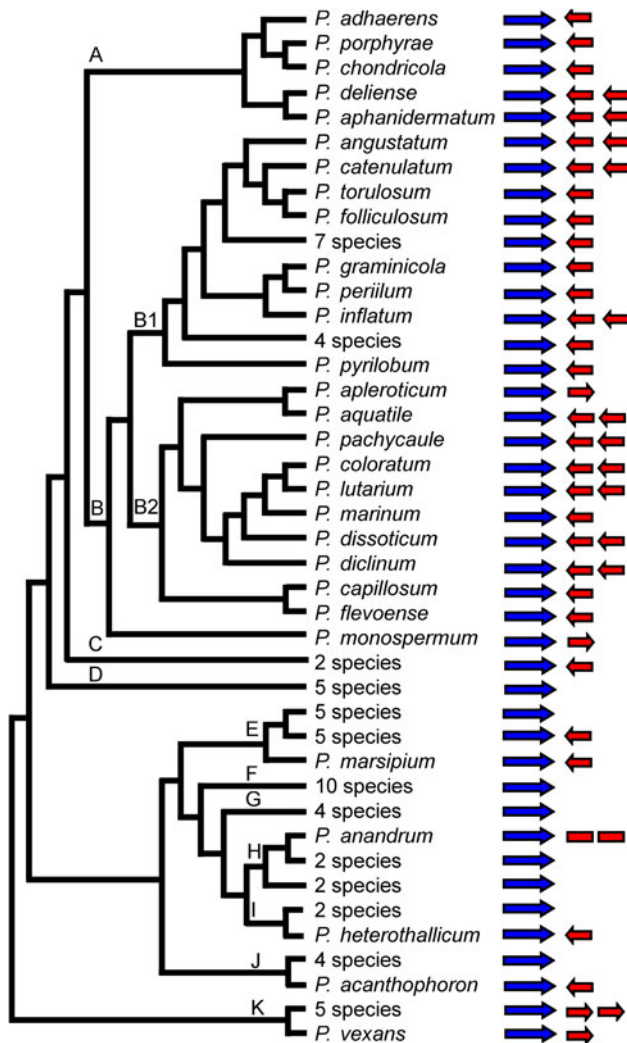 P. adhaerens
P. porphyrae
A
P. chondricola
P. deliense
P. aphanidermatum
P. angustatum
P. catenulatum
P. torulosum
P. folliculosum
7 species
P. graminicola
P. periilum
P. inflatum
B1
4 species
P. pyrilobum
P. apleroticum
P. aquatile
P. pachycaule
P. coloratum
P. lutarium
B
B2
P. marinum
P. dissoticum
P. diclinum
P. capillosum
P. flevoense
P. monospermum
C
2 species
D
5 species
5 species
E
5 species
P. marsipium
F
10 species
G
4 species
P. anandrum
H
2 species
2 species
I
2 species
P. heterothallicum
J
4 species
P. acanthophoron
K
5 species
P. vexans